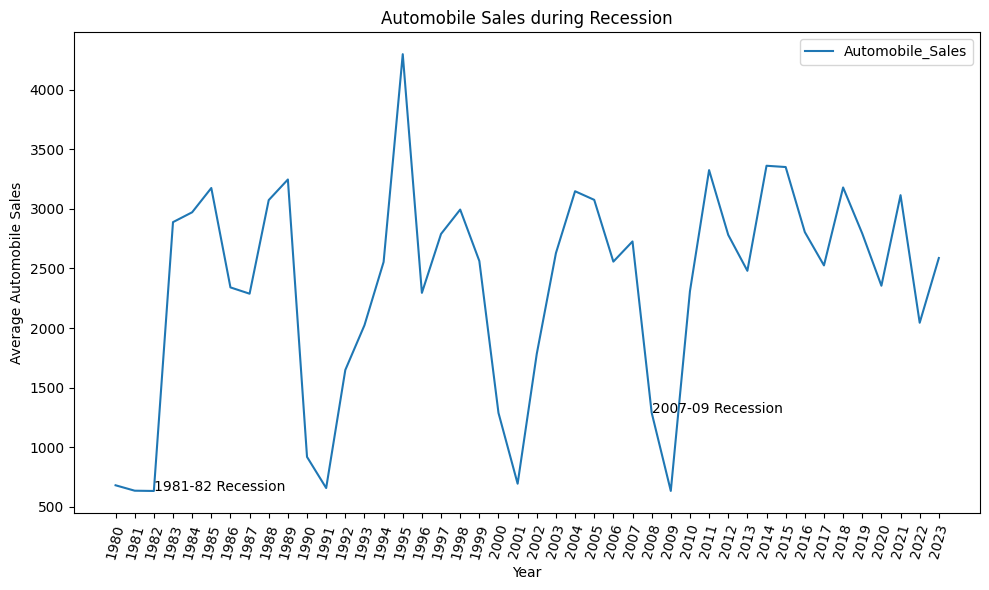 Automobile Sales during Recession
Automobile_Sales
Average Automobile Sales
4000
3500
3000
2500
2000
1500
1000
500
2007-09 Recession
1981-82 Recession
1980 1981 1982 1983 1984 1985 1986 1987 1988 1989 1990 1991 1992 1993 1994 1995 1996 1997 1998 1999 2000 2001 2002 2003 2004 2005 2006 2007 2008 2009 2010 2011 2012 2013 2014 2015 2016 2017 2018 2019 2020 2021 2022 2023
Year